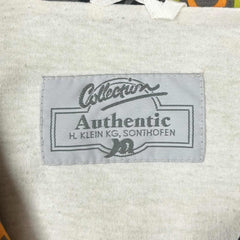 Collection
Authentic
H. KLEIN KG, SONTHOFEN